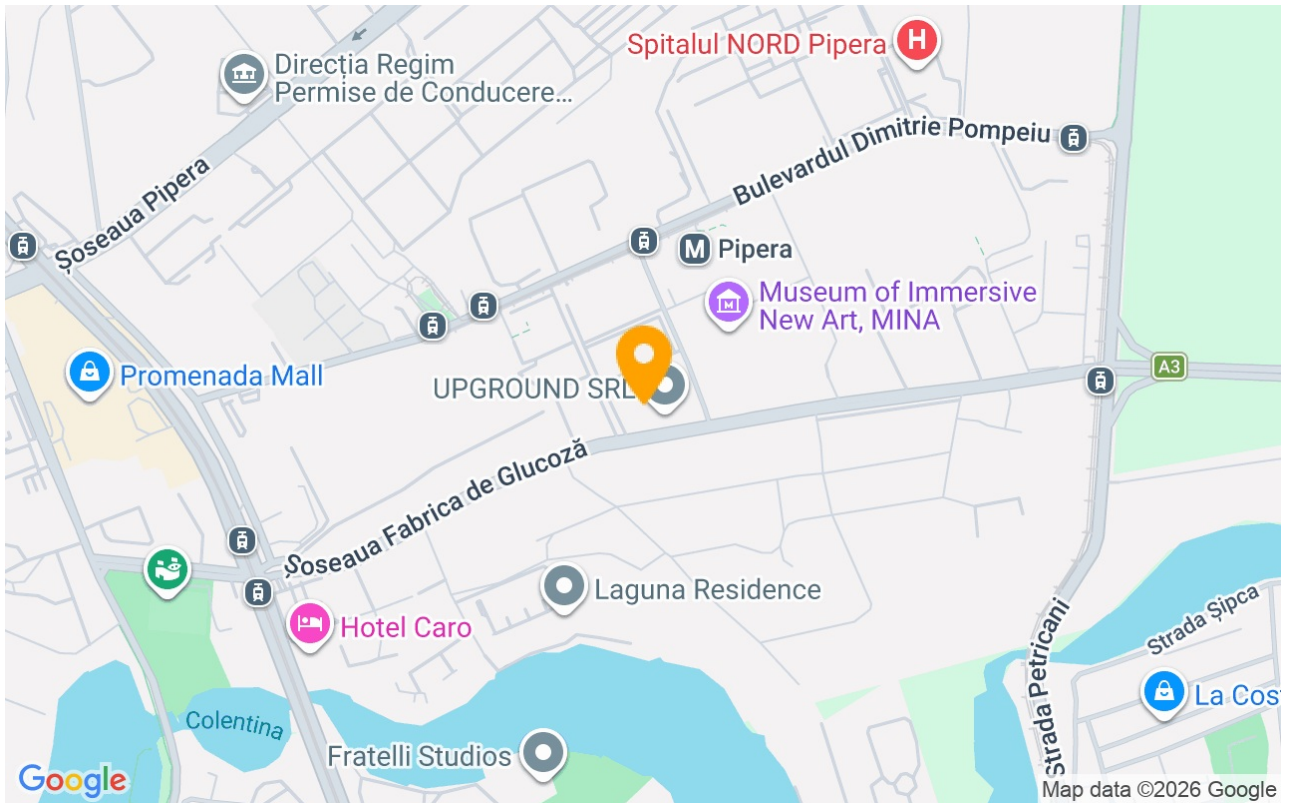 Spitalul NORD Pipera
H
Direcția Regim
Permise de Conducere...
Bulevardul Dimitrie Pompeiu
Șoseaua Pipera
M Pipera
Museum of Immersive
New Art, MINA
Promenada Mall
UPGROUND SRL
A3
Șoseaua Fabrica de Glucoză
Laguna Residence
Hotel Caro
Strada Șipca
Strada Petricani
La Cos
Colentina
Fratelli Studios
Google
Map data ©2026 Google